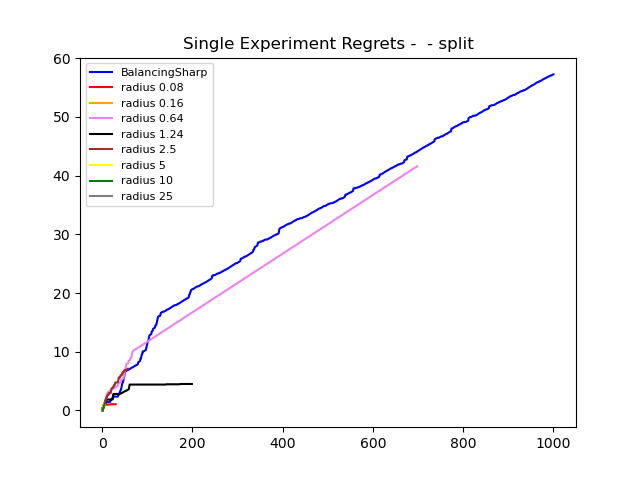 Single Experiment Regrets -  - split
60
50
40
30
20
10
0
BalancingSharp
radius 0.08
radius 0.16
radius 0.64
radius 1.24
radius 2.5
radius 5
radius 10
radius 25
0 200 400 600 800 1000